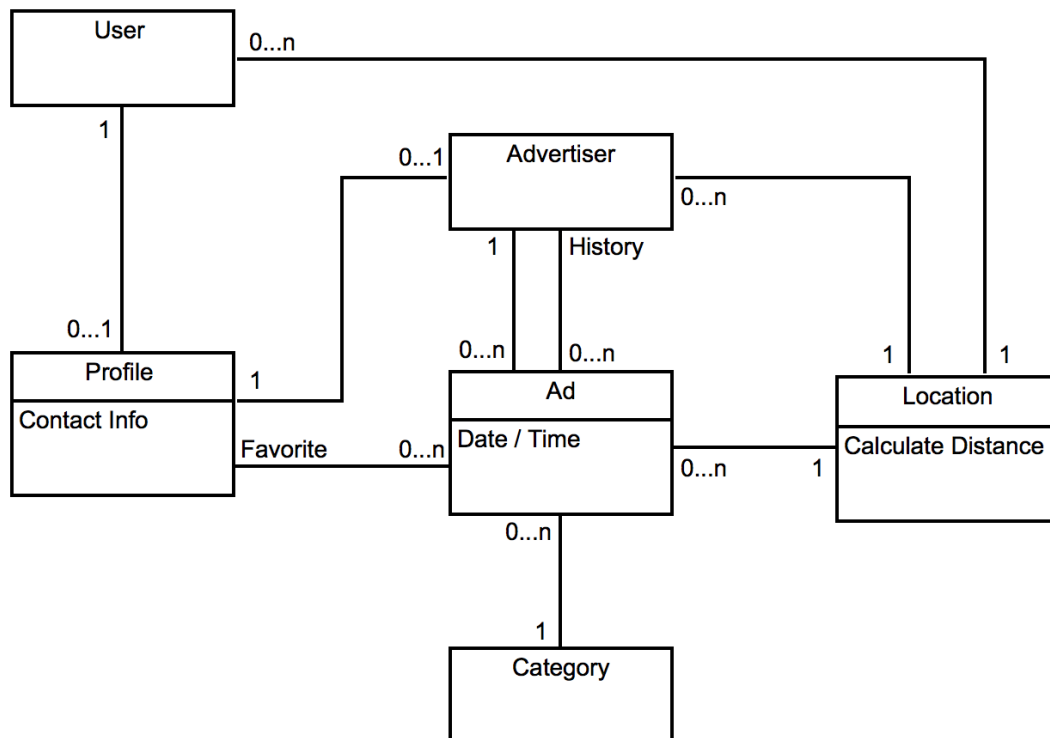 User
0...n
1
0...1
Advertiser
0...n
1
History
0...1
Profile
1
Contact Info
Favorite
0...n
0...n
0...n
Ad
Date / Time
1
1
Location
Calculate Distance
0...n
1
0...n
1
Category